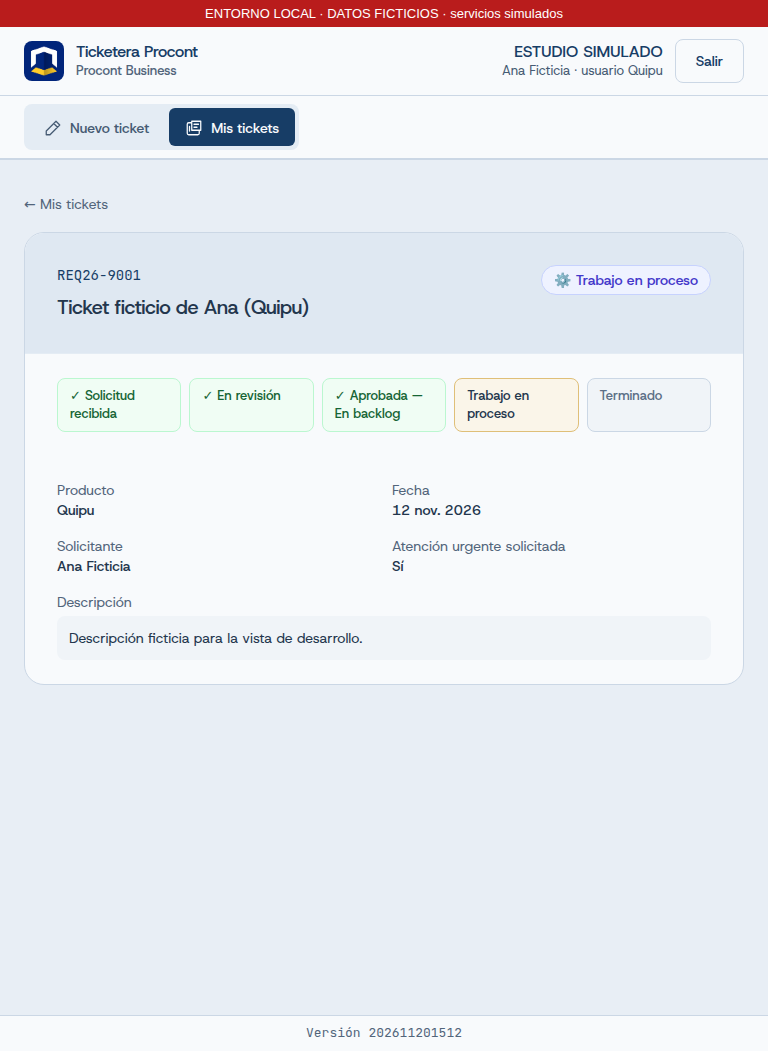 ENTORNO LOCAL · DATOS FICTICIOS · servicios simulados
Ticketera Procont
Procont Business
ESTUDIO SIMULADO
Ana Ficticia · usuario Quipu
Salir
Nuevo ticket
Mis tickets
← Mis tickets
REQ26-9001
Ticket ficticio de Ana (Quipu)
⚙️ Trabajo en proceso
✓ Solicitud
recibida
✓ En revisión
✓ Aprobada —
En backlog
Trabajo en
proceso
Terminado
Producto
Quipu
Fecha
12 nov. 2026
Solicitante
Ana Ficticia
Atención urgente solicitada
Sí
Descripción
Descripción ficticia para la vista de desarrollo.
Versión 202611201512